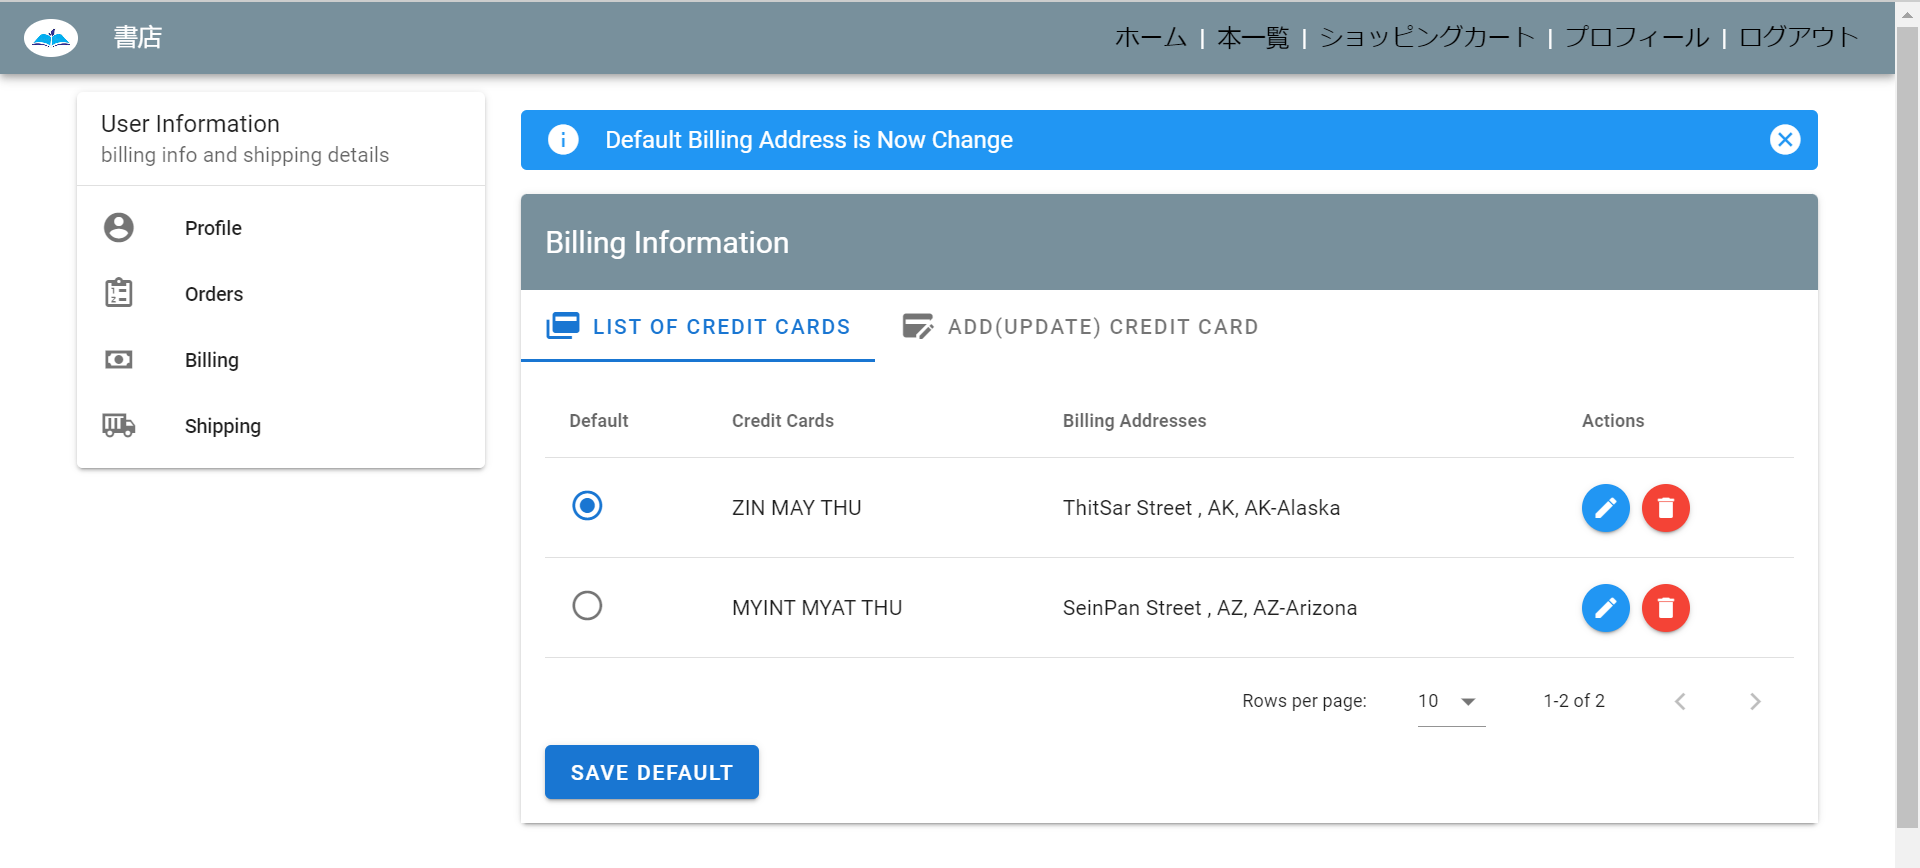 書店
ホーム | 本一覧 | ショッピングカート | プロフィール | ログアウト
User Information
billing info and shipping details
Profile
Orders
Billing
Shipping
Default Billing Address is Now Change
Billing Information
LIST OF CREDIT CARDS
ADD(UPDATE) CREDIT CARD
Default Credit Cards Billing Addresses Actions
ZIN MAY THU ThitSar Street , AK, AK-Alaska
MYINT MYAT THU SeinPan Street , AZ, AZ-Arizona
Rows per page: 10 1-2 of 2
SAVE DEFAULT